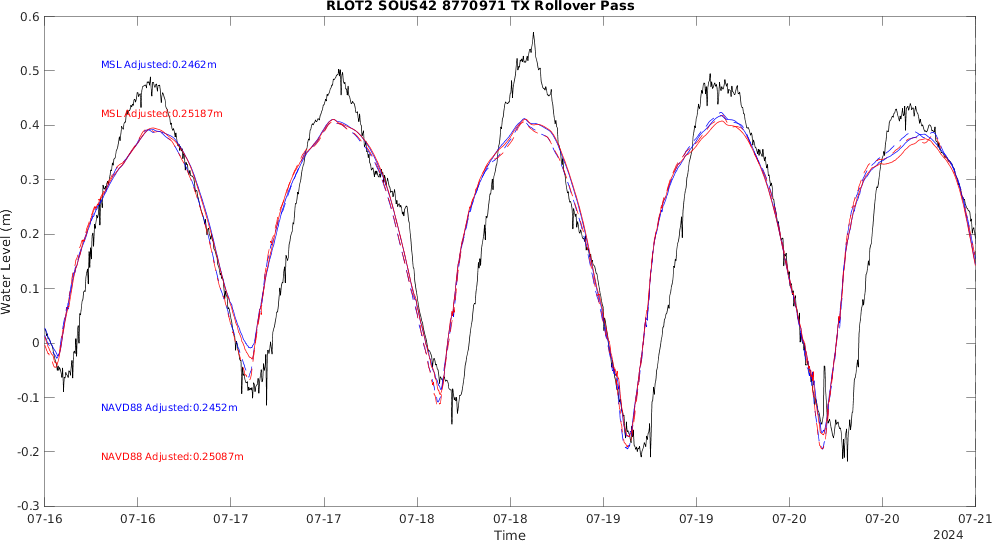 RLOT2 SOUS42 8770971 TX Rollover Pass
0.6
0.5
0.4
0.3
0.2
0.1
0
-0.1
-0.2
-0.3
Water Level (m)
MSL Adjusted:0.2462m
MSL Adjusted:0.25187m
NAVD88 Adjusted:0.2452m
NAVD88 Adjusted:0.25087m
07-16 07-16 07-17 07-17 07-18 07-18 07-19 07-19 07-20 07-20 07-21
Time
2024